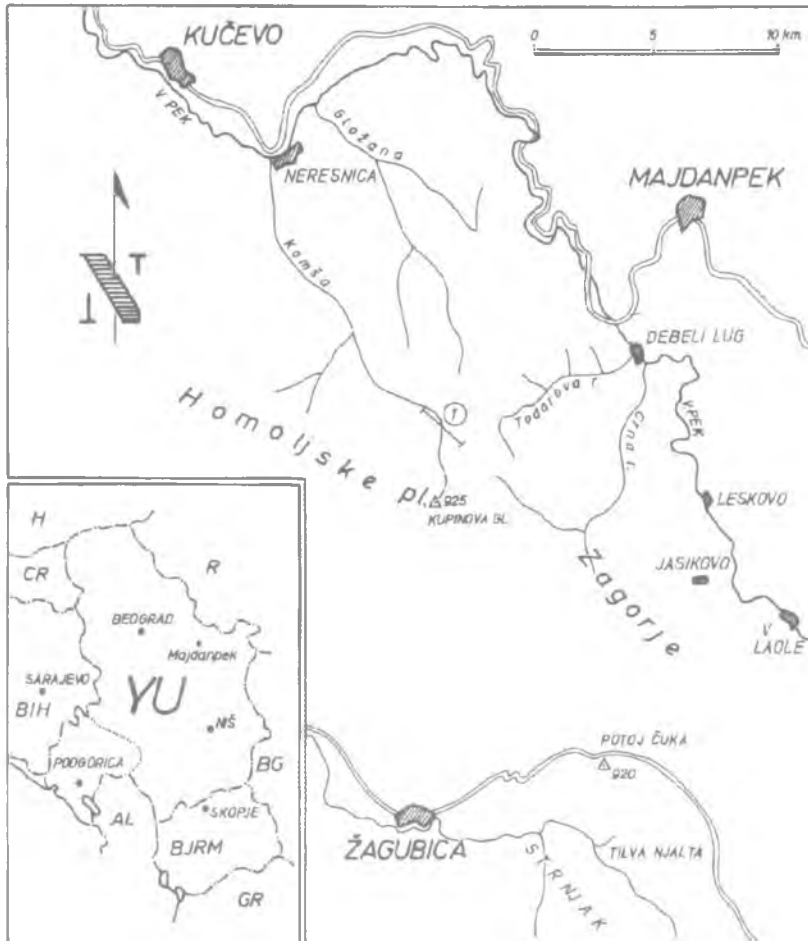 KUČEVO
0 5 10 km
V. PEK
Gložana
NERESNICA
MAJDANPEK
Komša
DEBELI LUG
Todorova r.
Crna r.
V. PEK
Homoljske pl.
1
925
KUPINOVA GL.
LESKOVO
Zagorje
JASIKOVO
V LAOLE
H
CR
R
BEOGRAD
Majdanpek
YU
SARAJEVO
BIH
NIŠ
PODGORICA
BG
AL
SKOPJE
BJRM
GR
POTOJ ČUKA
920
ŽAGUBICA
STRNJAK
TILVA NJALTA